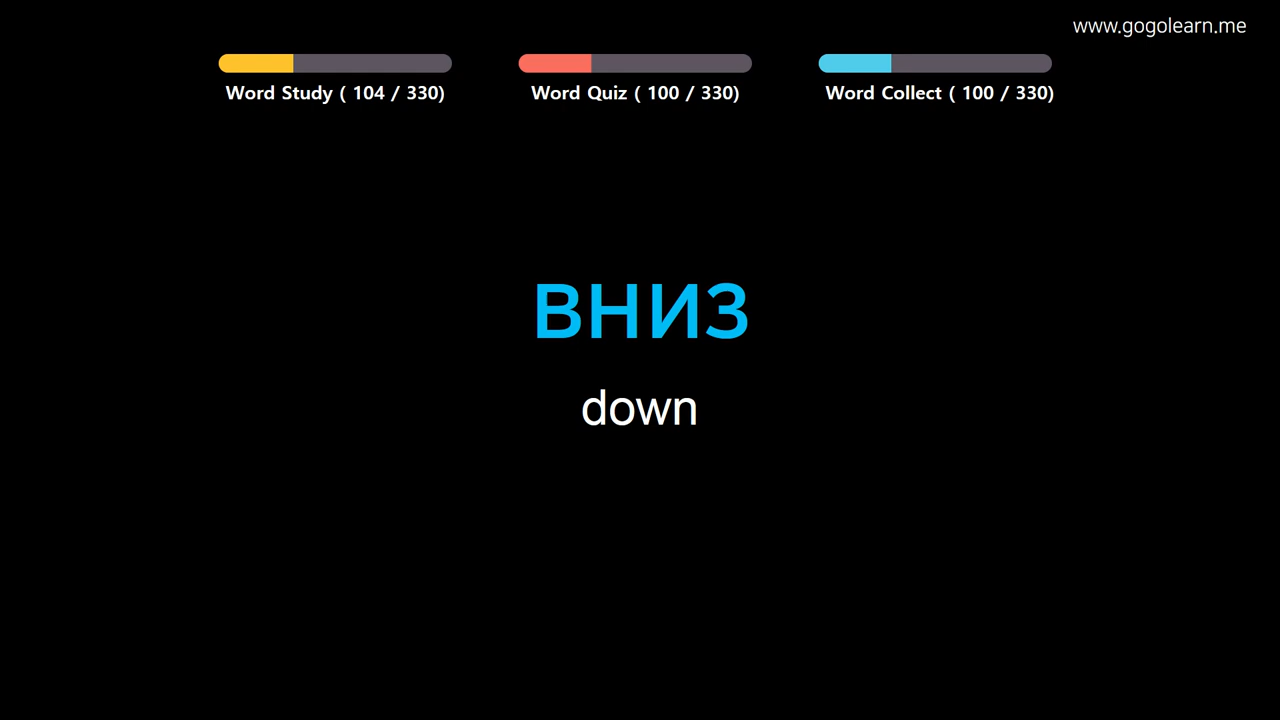 www.gogolearn.me
Word Study ( 104 / 330)
Word Quiz ( 100 / 330)
Word Collect ( 100 / 330)
вниз
down